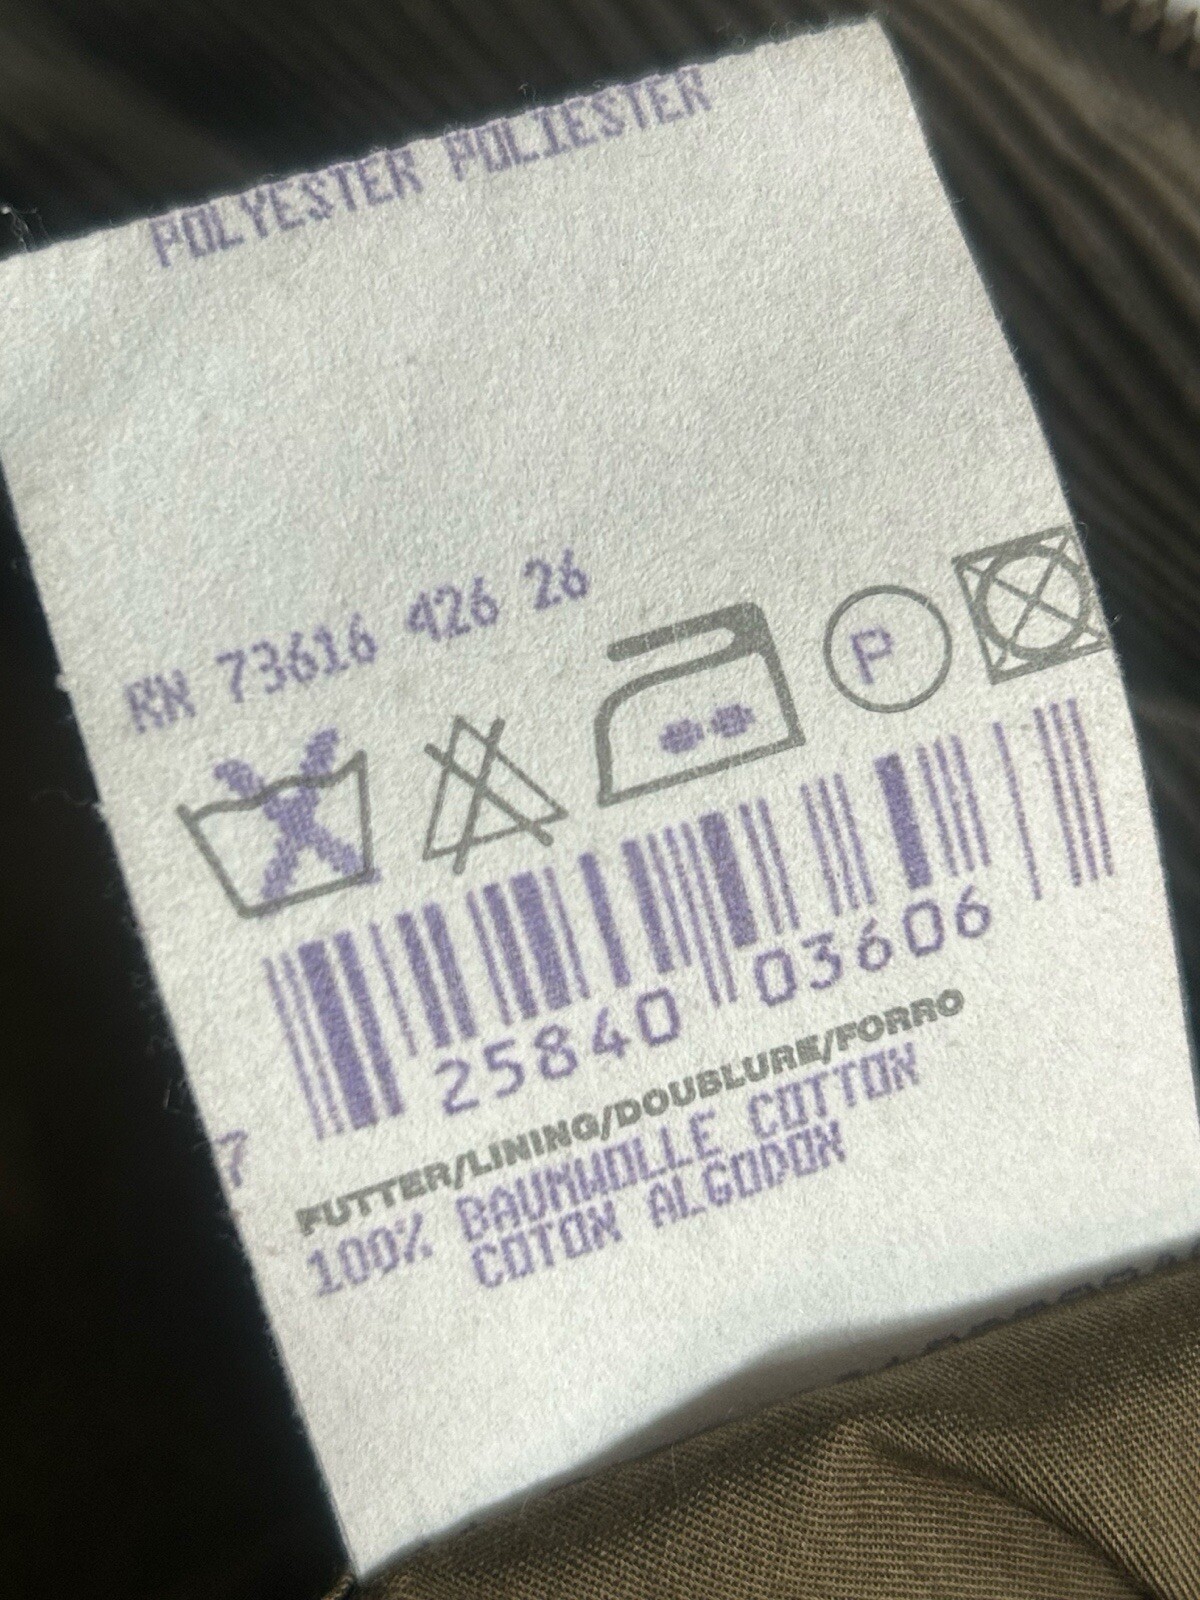 POLYESTER POLIESTER
RN 73616 426 26
P
7 25840 03606
FUTTER/LINING/DOUBLURE/FORRO
100% BAUMWOLLE COTTON
COTON ALGODON